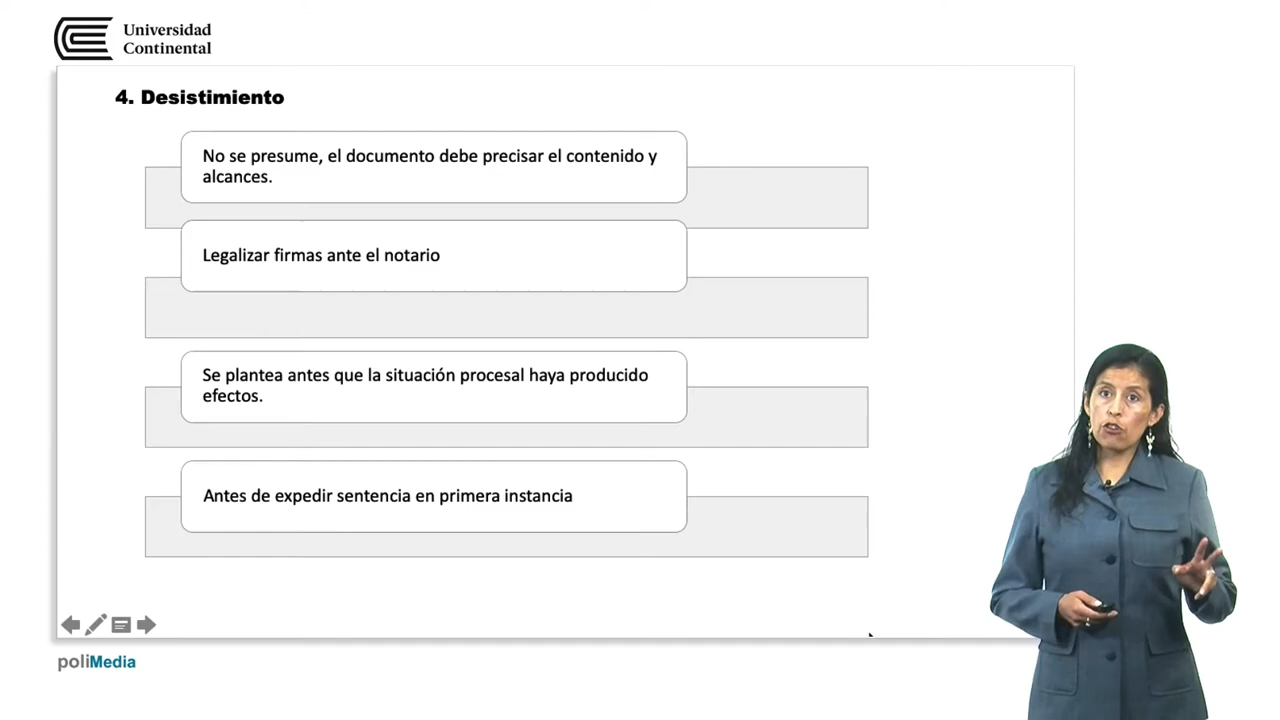 Universidad
Continental
4. Desistimiento
No se presume, el documento debe precisar el contenido y
alcances.
Legalizar firmas ante el notario
Se plantea antes que la situación procesal haya producido
efectos.
Antes de expedir sentencia en primera instancia
poliMedia